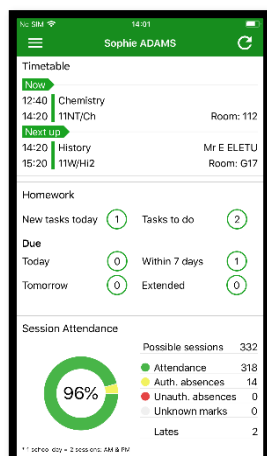 No SIM 14:01
Sophie ADAMS
Timetable
Now
12:40 Chemistry
14:20 11NT/Ch Room: 112
Next up
14:20 History Mr E ELETU
15:20 11W/Hi2 Room: G17
Homework
New tasks today 1 Tasks to do 2
Due
Today 0 Within 7 days 1
Tomorrow 0 Extended 0
Session Attendance
Possible sessions 332
Attendance 318
96% Auth. absences 14
Unauth. absences 0
Unknown marks 0
Lates 2
* 1 school day = 2 sessions: AM & PM